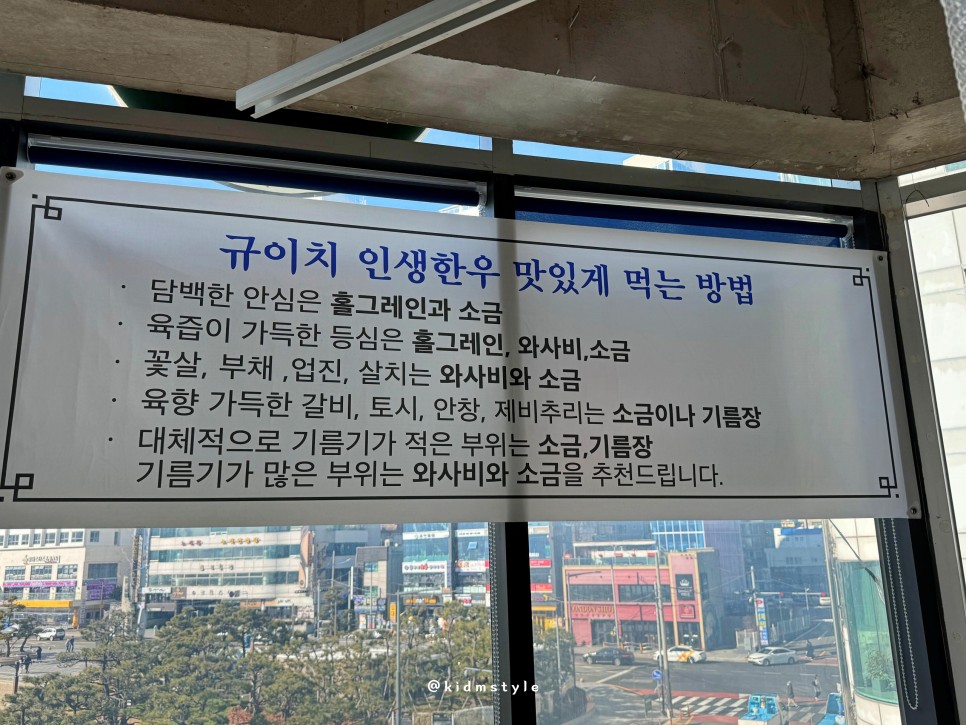 규이치 인생한우 맛있게 먹는 방법
· 담백한 안심은 홀그레인과 소금
· 육즙이 가득한 등심은 홀그레인, 와사비,소금
· 꽃살, 부채 ,업진, 살치는 와사비와 소금
· 육향 가득한 갈비, 토시, 안창, 제비추리는 소금이나 기름장
· 대체적으로 기름기가 적은 부위는 소금,기름장
기름기가 많은 부위는 와사비와 소금을 추천드립니다.
@kidmstyle